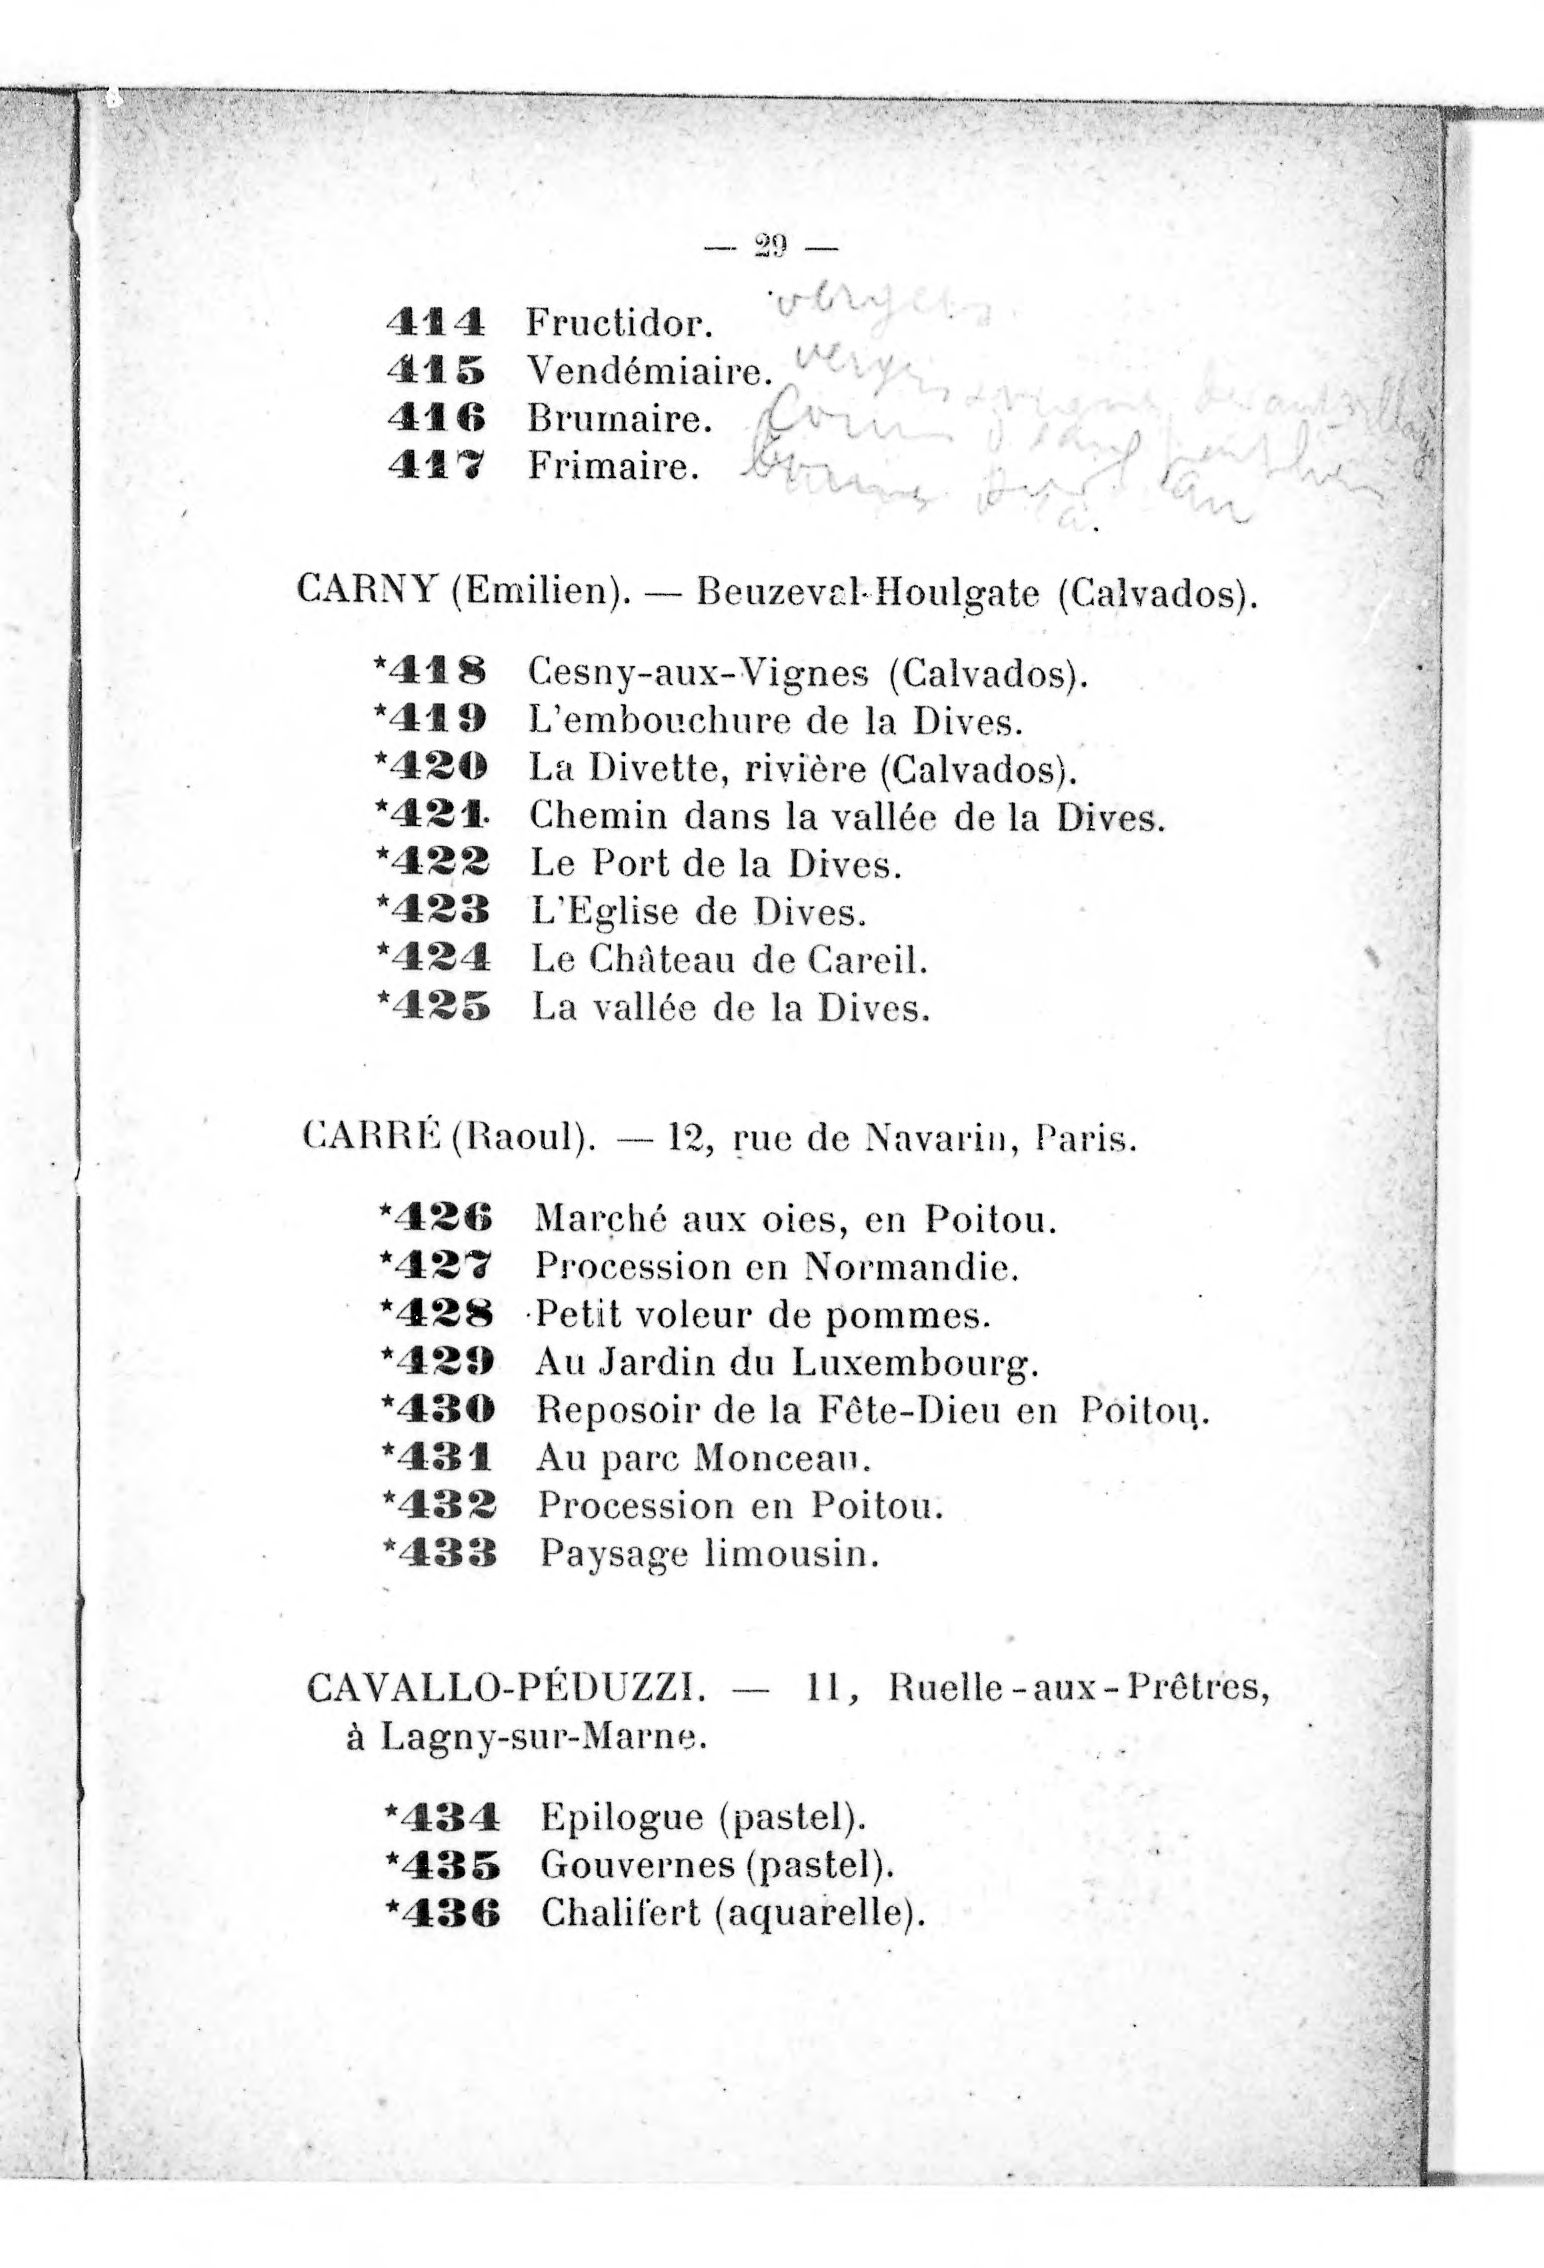 — 29 —
414 Fructidor. vergers
415 Vendémiaire. vergers
416 Brumaire.
417 Frimaire.
CARNY (Emilien). — Beuzeval-Houlgate (Calvados).
*418 Cesny-aux-Vignes (Calvados).
*419 L'embouchure de la Dives.
*420 La Divette, rivière (Calvados).
*421 Chemin dans la vallée de la Dives.
*422 Le Port de la Dives.
*423 L'Eglise de Dives.
*424 Le Château de Careil.
*425 La vallée de la Dives.
CARRÉ (Raoul). — 12, rue de Navarin, Paris.
*426 Marché aux oies, en Poitou.
*427 Procession en Normandie.
*428 Petit voleur de pommes.
*429 Au Jardin du Luxembourg.
*430 Reposoir de la Fête-Dieu en Poitou.
*431 Au parc Monceau.
*432 Procession en Poitou.
*433 Paysage limousin.
CAVALLO-PÉDUZZI. — 11, Ruelle-aux-Prêtres,
à Lagny-sur-Marne.
*434 Epilogue (pastel).
*435 Gouvernes (pastel).
*436 Chalifert (aquarelle).